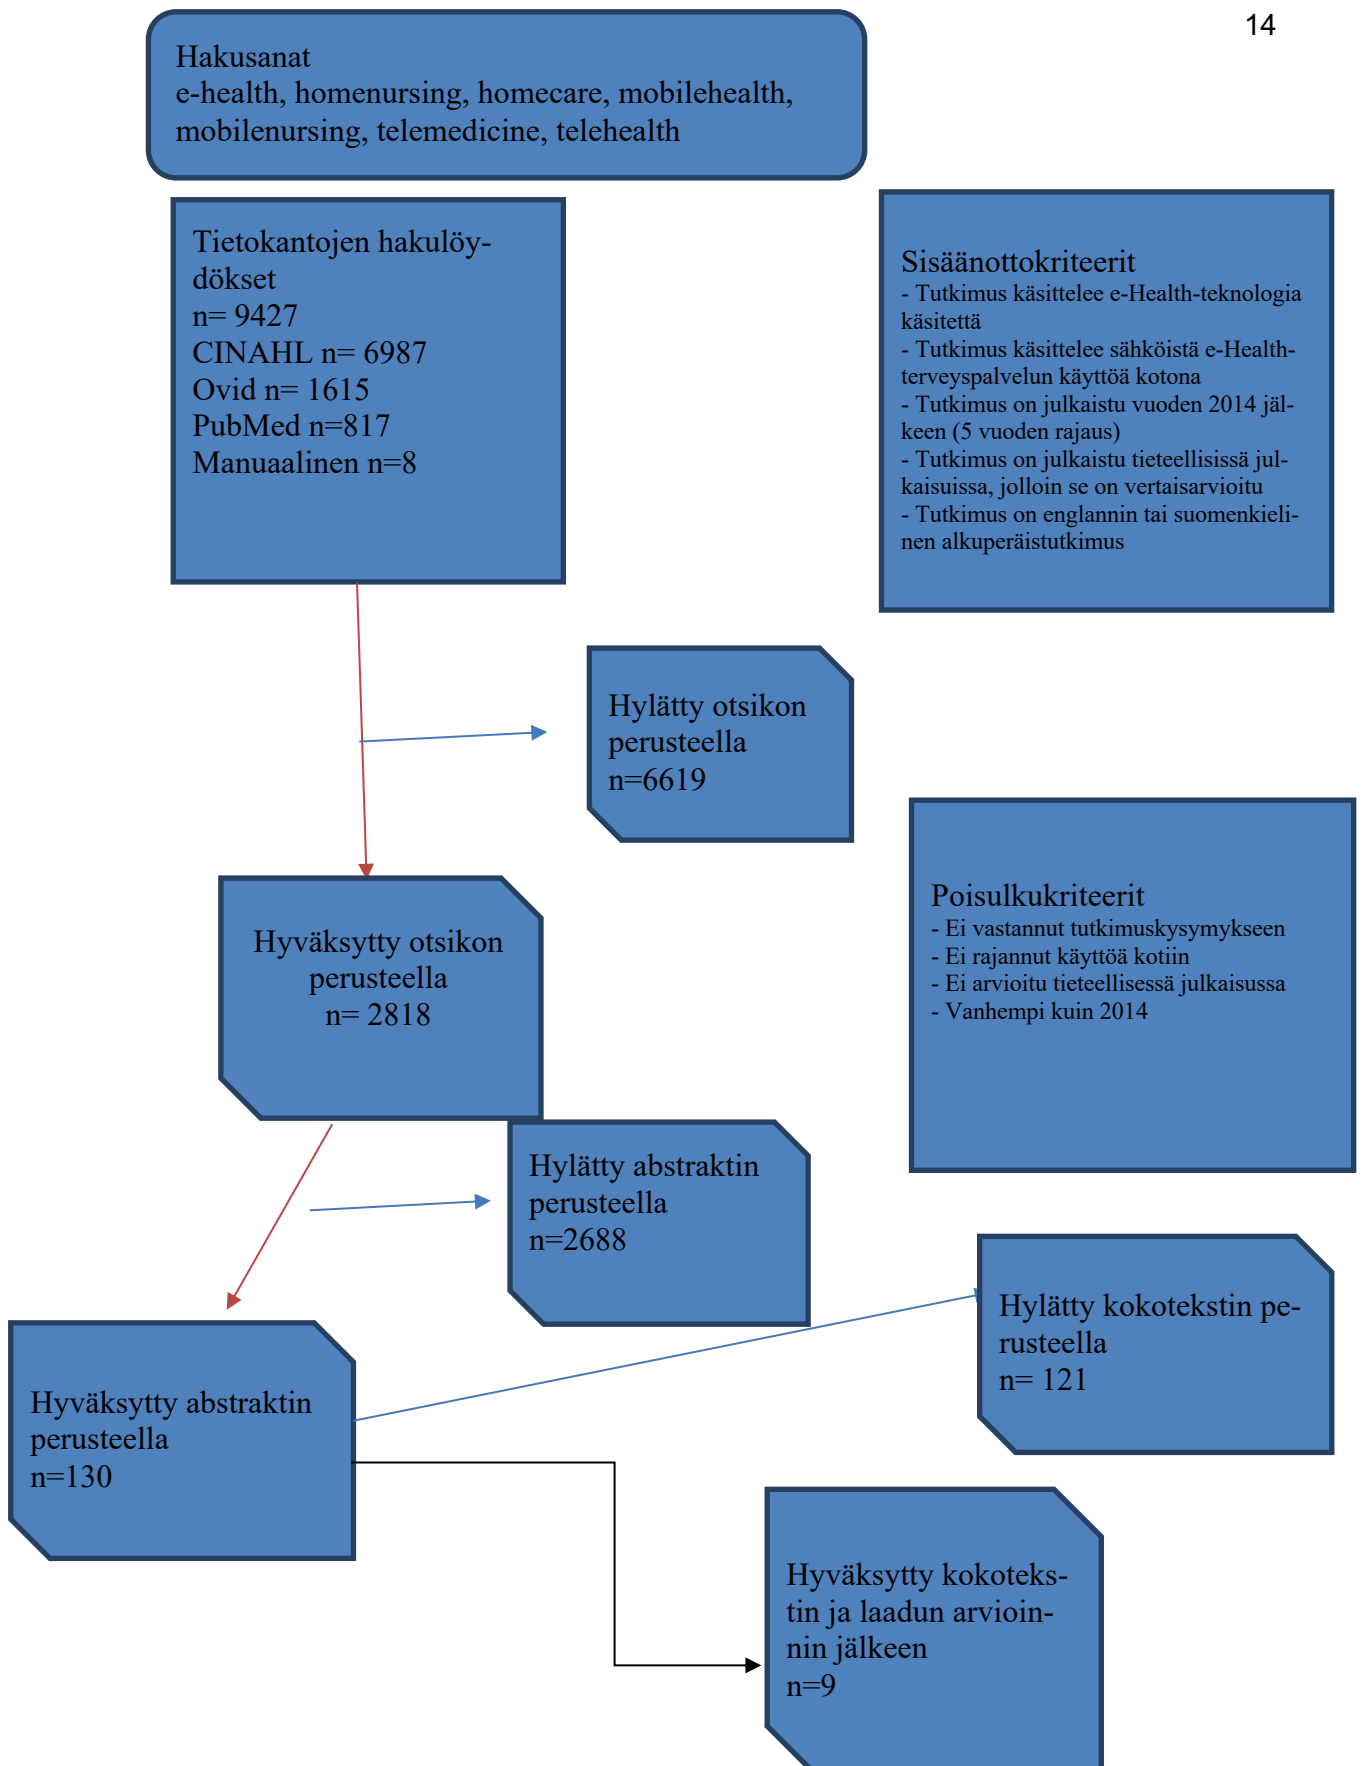 14
Hakusanat
e-health, homenursing, homecare, mobilehealth,
mobilenursing, telemedicine, telehealth
Tietokantojen hakulöy-
dökset
n= 9427
CINAHL n= 6987
Ovid n= 1615
PubMed n=817
Manuaalinen n=8
Sisäänottokriteerit
- Tutkimus käsittelee e-Health-teknologia
käsitettä
- Tutkimus käsittelee sähköistä e-Health-
terveyspalvelun käyttöä kotona
- Tutkimus on julkaistu vuoden 2014 jäl-
keen (5 vuoden rajaus)
- Tutkimus on julkaistu tieteellisissä jul-
kaisuissa, jolloin se on vertaisarvioitu
- Tutkimus on englannin tai suomenkieli-
nen alkuperäistutkimus
Hylätty otsikon
perusteella
n=6619
Hyväksytty otsikon
perusteella
n= 2818
Poisulkukriteerit
- Ei vastannut tutkimuskysymykseen
- Ei rajannut käyttöä kotiin
- Ei arvioitu tieteellisessä julkaisussa
- Vanhempi kuin 2014
Hylätty abstraktin
perusteella
n=2688
Hylätty kokotekstin pe-
rusteella
n= 121
Hyväksytty abstraktin
perusteella
n=130
Hyväksytty kokoteks-
tin ja laadun arvioin-
nin jälkeen
n=9